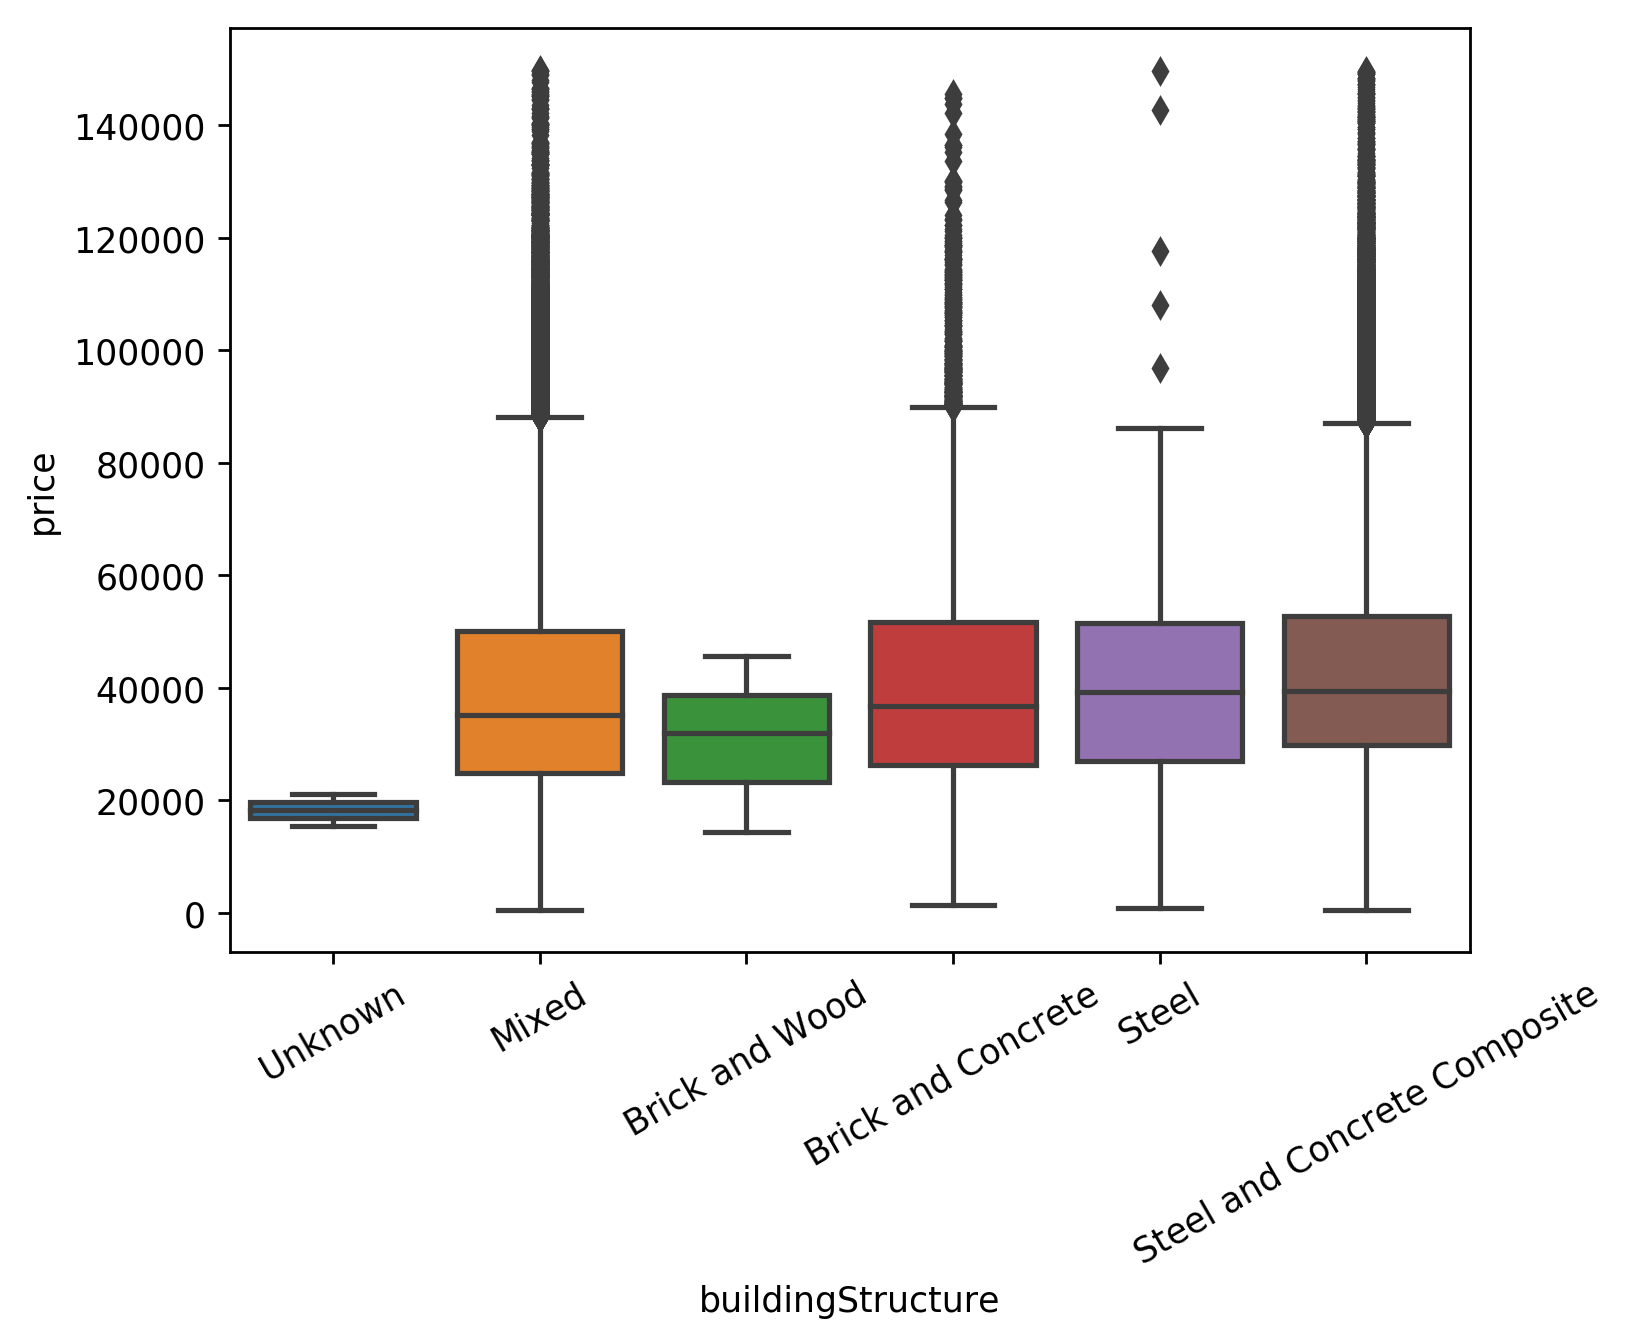 140000
120000
100000
80000
60000
40000
20000
0
price
Unknown
Mixed
Brick and Wood
Brick and Concrete
Steel
Steel and Concrete Composite
buildingStructure